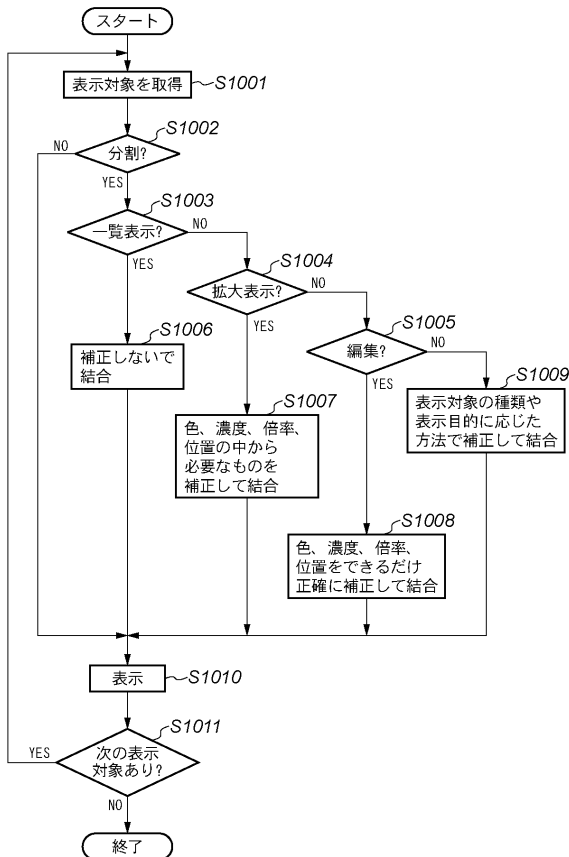 スタート
表示対象を取得
S1001
S1002
分割?
NO
YES
S1003
一覧表示?
NO
YES
S1004
拡大表示?
NO
YES
S1005
編集?
NO
YES
S1006
補正しないで
結合
S1007
色、濃度、倍率、
位置の中から
必要なものを
補正して結合
S1009
表示対象の種類や
表示目的に応じた
方法で補正して結合
S1008
色、濃度、倍率、
位置をできるだけ
正確に補正して結合
表示
S1010
S1011
次の表示
対象あり?
YES
NO
終了